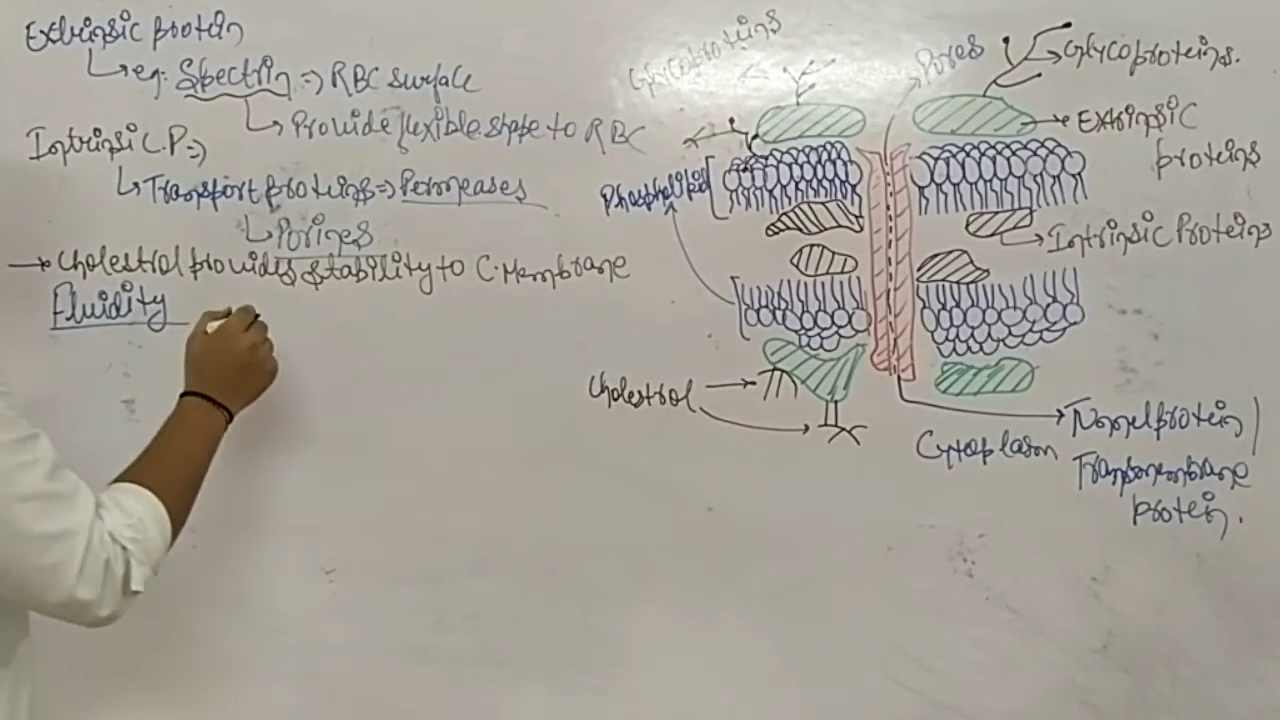 Extrinsic protein
eg: Spectrin => RBC surface
Provide flexible shape to RBC
Intrinsic.P =>
Transport proteins => Permeases
Porines
→ Cholestrol provides stability to C.Membrane
Fluidity
Glycoproteins
Pores
Glycoproteins.
Extrinsic
proteins
Phospholipid
Intrinsic Proteins
Cholestrol
Cytoplasm
Tunnel protein /
Transmembrane
protein.